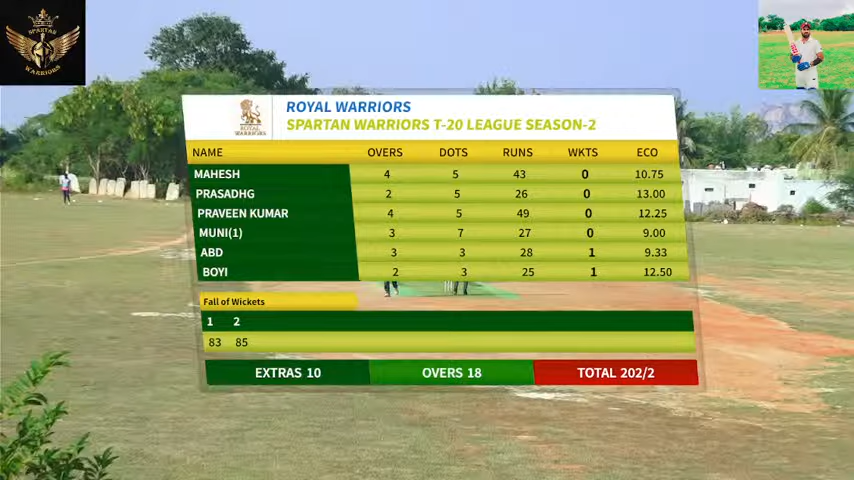 SPARTAN
WARRIORS
ROYAL WARRIORS
ROYAL
WARRIORS
SPARTAN WARRIORS T-20 LEAGUE SEASON-2
NAME OVERS DOTS RUNS WKTS ECO
MAHESH 4 5 43 0 10.75
PRASADHG 2 5 26 0 13.00
PRAVEEN KUMAR 4 5 49 0 12.25
MUNI(1) 3 7 27 0 9.00
ABD 3 3 28 1 9.33
BOYI 2 3 25 1 12.50
Fall of Wickets
1 2
83 85
EXTRAS 10 OVERS 18 TOTAL 202/2